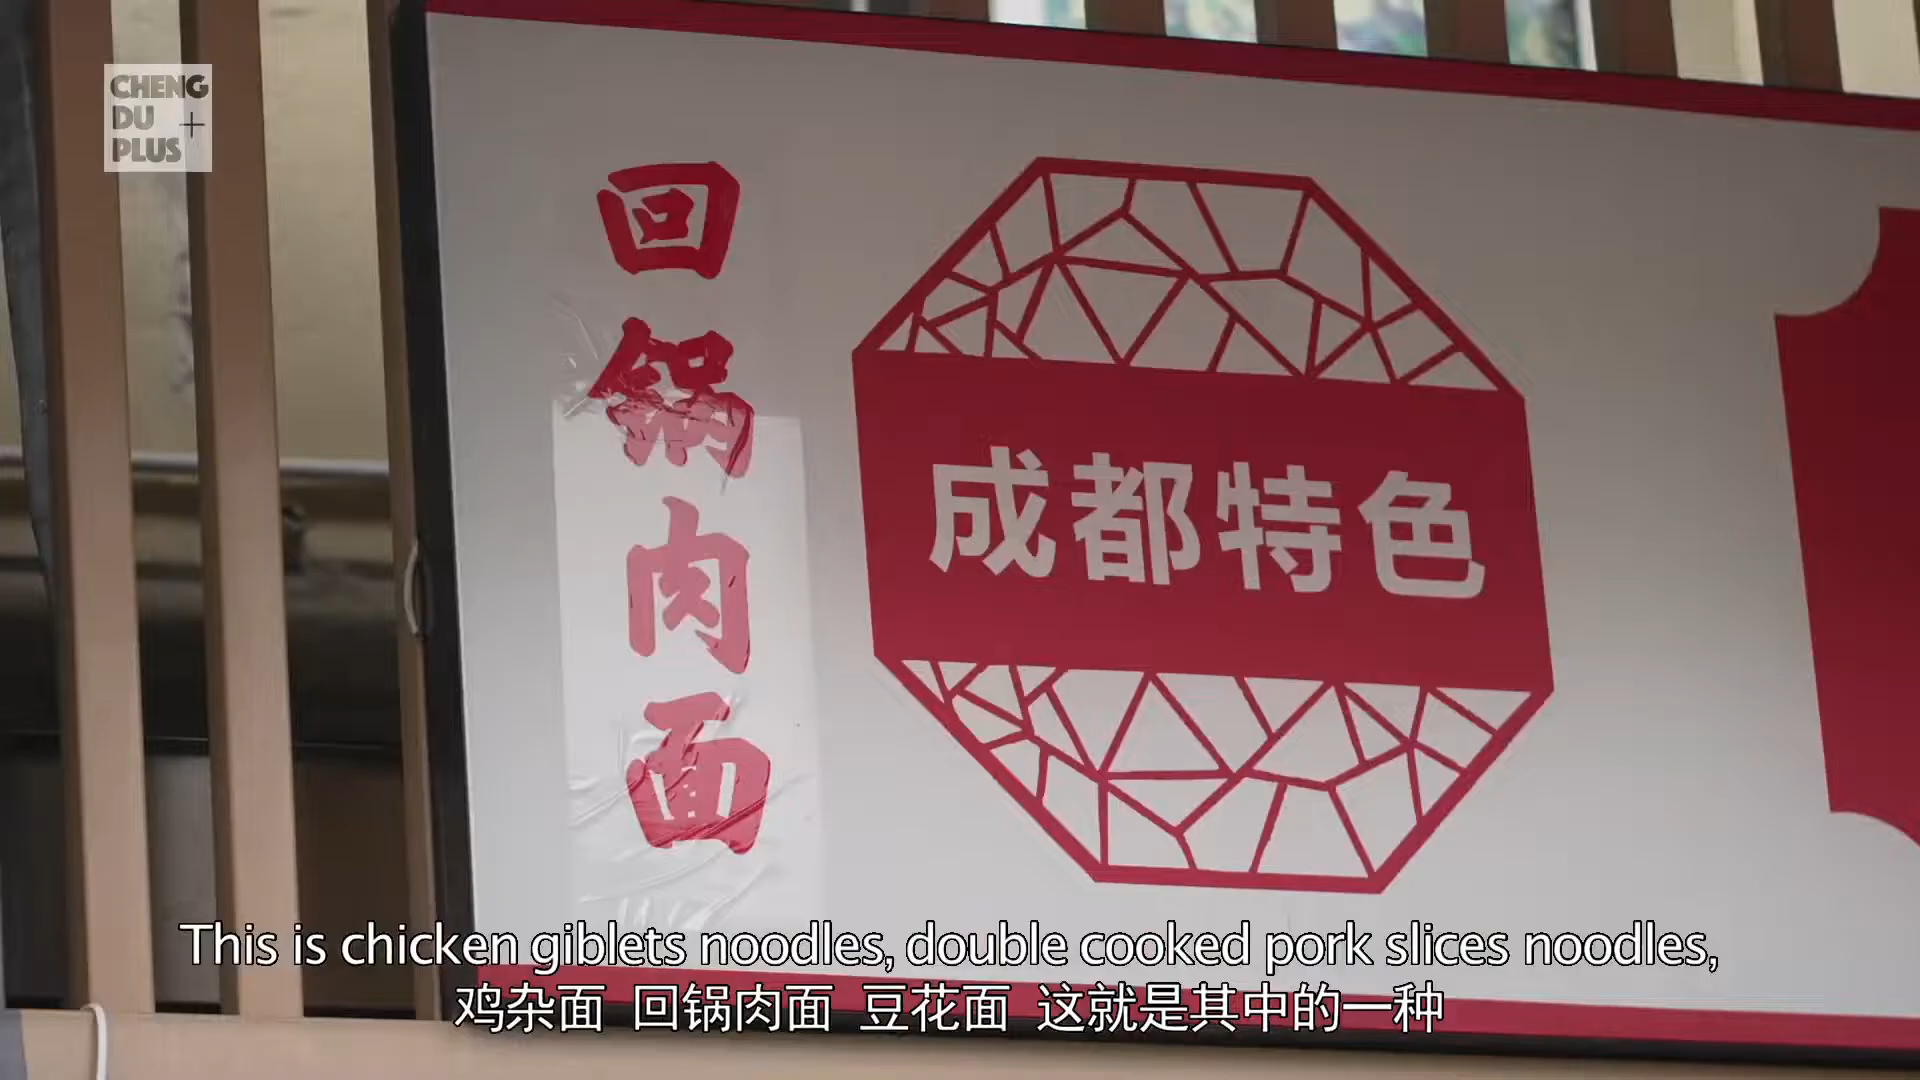 CHENG
DU
PLUS+
回锅肉面
成都特色
This is chicken giblets noodles, double cooked pork slices noodles,
鸡杂面 回锅肉面 豆花面 这就是其中的一种